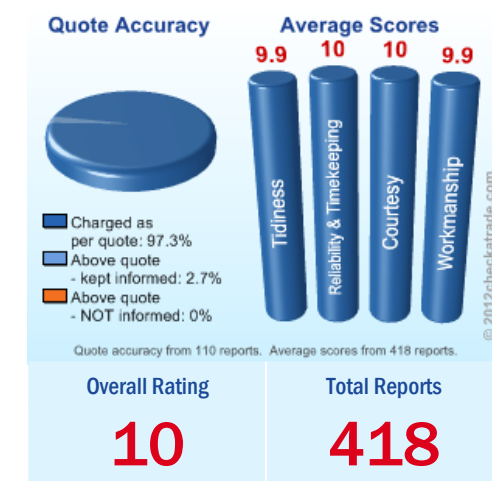 Quote Accuracy
Average Scores
9.9
10
10
9.9
Tidiness
Reliability & Timekeeping
Courtesy
Workmanship
Charged as
per quote: 97.3%
Above quote
- kept informed: 2.7%
Above quote
- NOT informed: 0%
© 2012checkatrade.com
Quote accuracy from 110 reports. Average scores from 418 reports.
Overall Rating
Total Reports
10
418